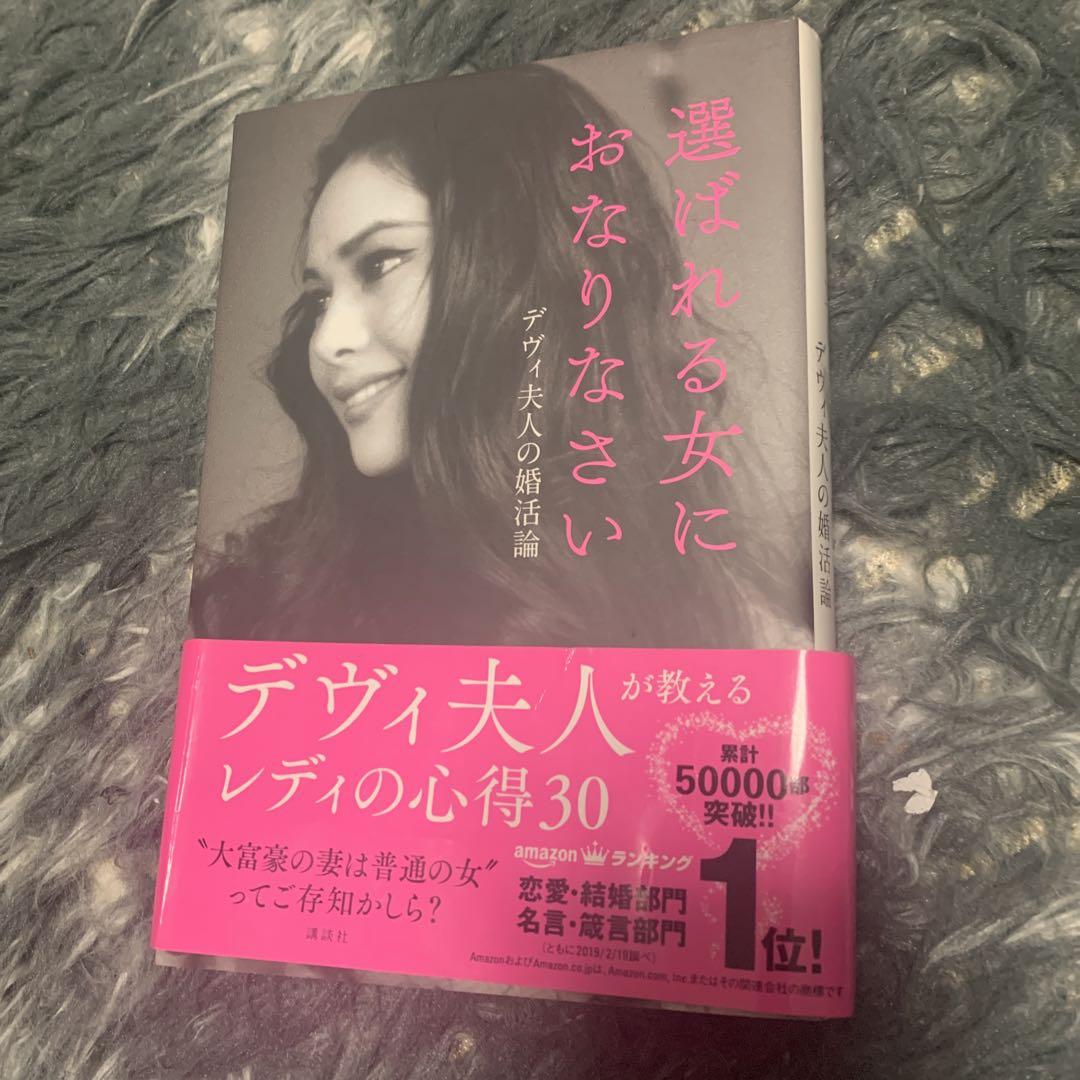 選ばれる女に
おなりなさい
デヴィ夫人の婚活論
デヴィ夫人の婚活論
デヴィ夫人が教える
レディの心得30
"大富豪の妻は普通の女"
ってご存知かしら?
講談社
累計
50000部
突破!!
amazon ランキング
恋愛・結婚部門
名言・箴言部門
1位!
(ともに2019/2/19調べ)
AmazonおよびAmazon.co.jpは、Amazon.com, Inc.またはその関連会社の商標です